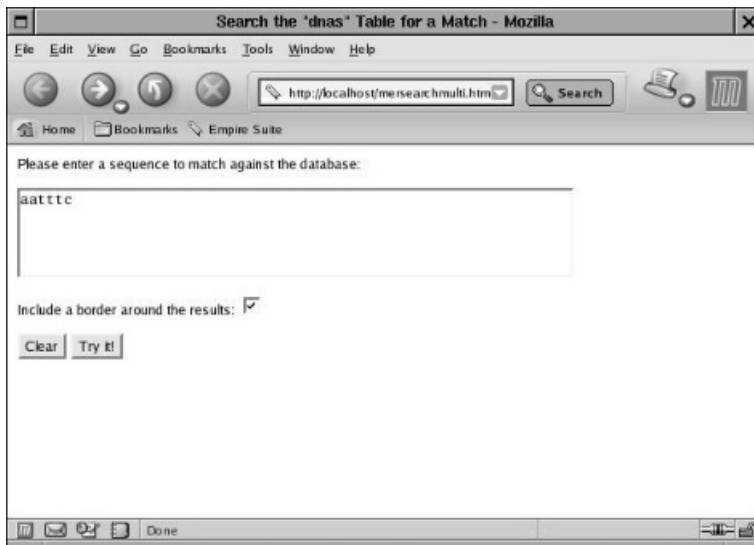 Search the "dnas" Table for a Match - Mozilla
File Edit View Go Bookmarks Tools Window Help
http://localhost/mersearchmulti.htm Search
Home Bookmarks Empire Suite
Please enter a sequence to match against the database:
aatttc
Include a border around the results:
Clear Try it!
Done